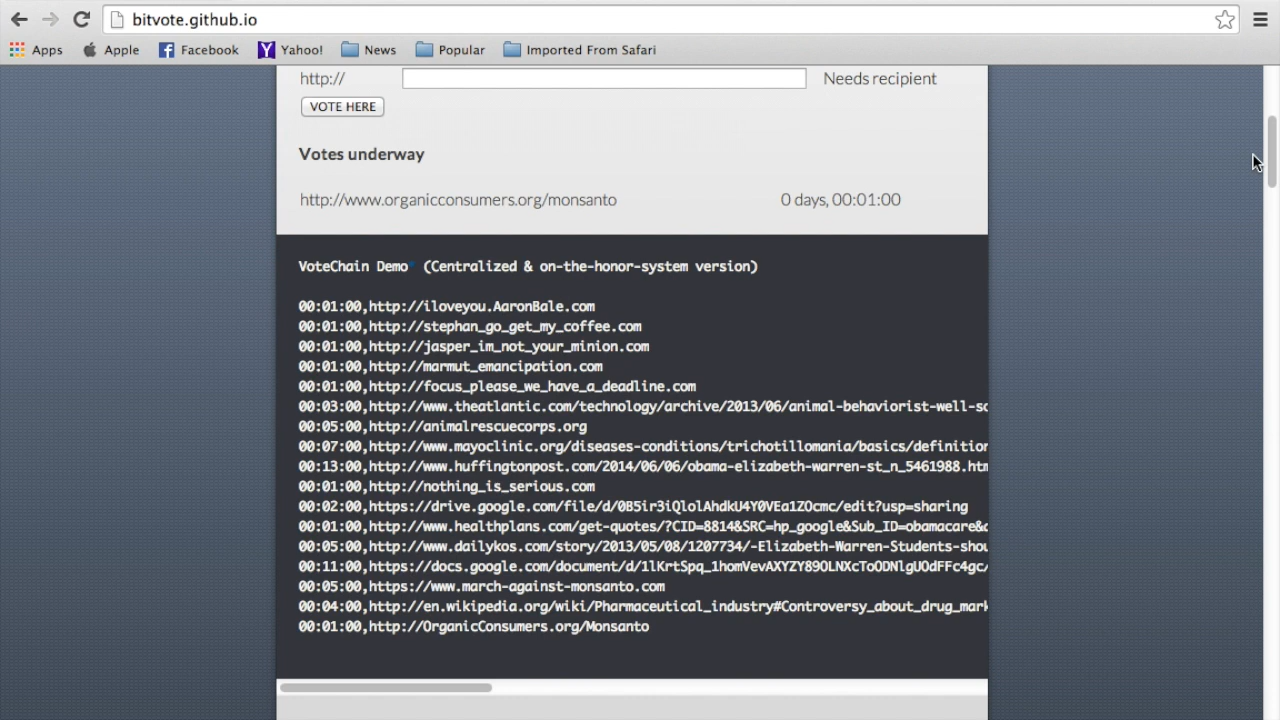 bitvote.github.io
Apps Apple Facebook Yahoo! News Popular Imported From Safari
http:// Needs recipient
VOTE HERE
Votes underway
http://www.organicconsumers.org/monsanto 0 days, 00:01:00
VoteChain Demo* (Centralized & on-the-honor-system version)
00:01:00,http://iloveyou.AaronBale.com
00:01:00,http://stephan_go_get_my_coffee.com
00:01:00,http://jasper_im_not_your_minion.com
00:01:00,http://marmut_emancipation.com
00:01:00,http://focus_please_we_have_a_deadline.com
00:03:00,http://www.theatlantic.com/technology/archive/2013/06/animal-behaviorist-well-so
00:05:00,http://animalrescuecorps.org
00:07:00,http://www.mayoclinic.org/diseases-conditions/trichotillomania/basics/definition
00:13:00,http://www.huffingtonpost.com/2014/06/06/obama-elizabeth-warren-st_n_5461988.htm
00:01:00,http://nothing_is_serious.com
00:02:00,https://drive.google.com/file/d/0B5ir3iQlolAhdkU4Y0VEa1ZOcmc/edit?usp=sharing
00:01:00,http://www.healthplans.com/get-quotes/?CID=8814&SRC=hp_google&Sub_ID=obamacare&
00:05:00,http://www.dailykos.com/story/2013/05/08/1207734/-Elizabeth-Warren-Students-shou
00:11:00,https://docs.google.com/document/d/1lKrtSpq_1homVevAXYZY89OLNXcToODNlgUOdFFc4gc/
00:05:00,https://www.march-against-monsanto.com
00:04:00,http://en.wikipedia.org/wiki/Pharmaceutical_industry#Controversy_about_drug_mark
00:01:00,http://OrganicConsumers.org/Monsanto